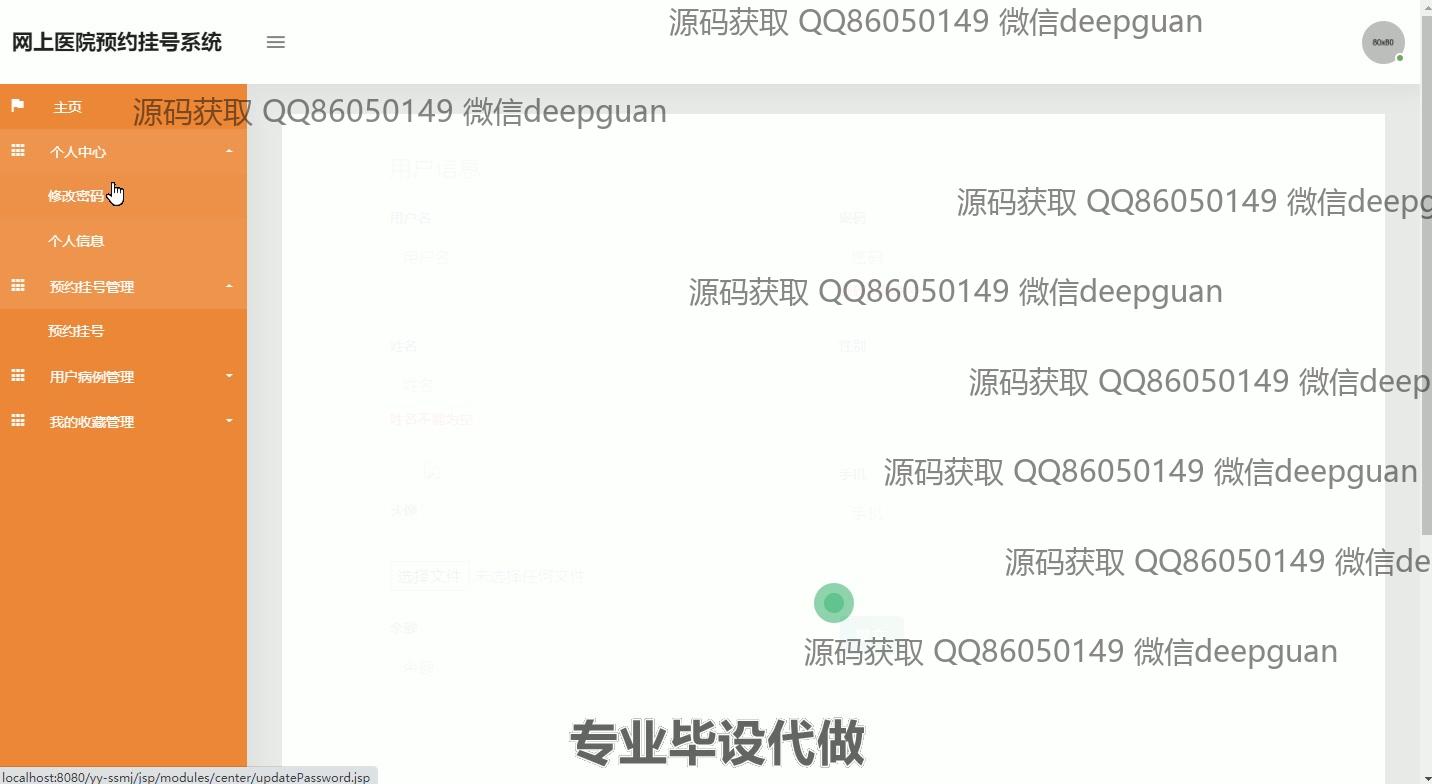 源码获取 QQ86050149 微信deepguan
网上医院预约挂号系统
80x80
主页
源码获取 QQ86050149 微信deepguan
个人中心
用户信息
修改密码
源码获取 QQ86050149 微信deepg
用户名
密码
个人信息
用户名
密码
预约挂号管理
源码获取 QQ86050149 微信deepguan
预约挂号
姓名
性别
用户病例管理
姓名
源码获取 QQ86050149 微信deep
我的收藏管理
姓名不能为空
手机
源码获取 QQ86050149 微信deepguan
头像
手机
源码获取 QQ86050149 微信de
选择文件 未选择任何文件
余额
源码获取 QQ86050149 微信deepguan
余额
专业毕设代做
localhost:8080/yy-ssmj/jsp/modules/center/updatePassword.jsp